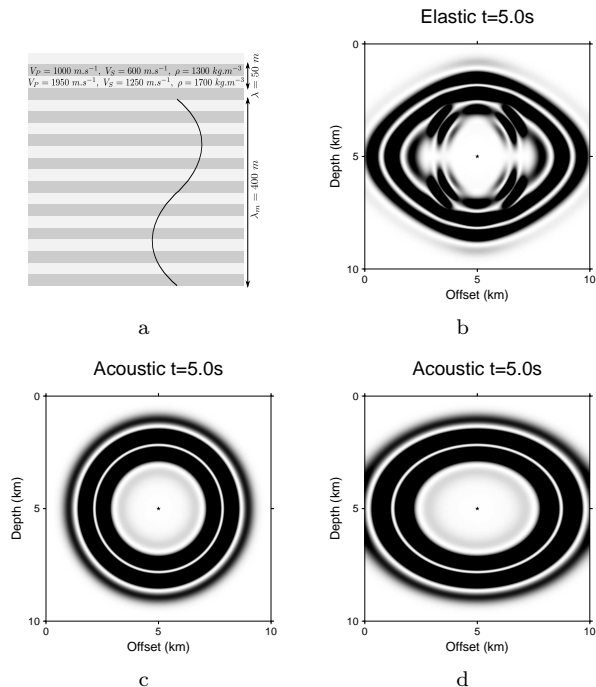 V_P = 1000 m.s^{-1}, V_S = 600 m.s^{-1}, ρ = 1300 kg.m^{-3}
V_P = 1950 m.s^{-1}, V_S = 1250 m.s^{-1}, ρ = 1700 kg.m^{-3}
λ = 50 m
λ_m = 400 m
a
Elastic t=5.0s
0
5
10
Depth (km)
0
5
10
Offset (km)
b
Acoustic t=5.0s
0
5
10
Depth (km)
0
5
10
Offset (km)
c
Acoustic t=5.0s
0
5
10
Depth (km)
0
5
10
Offset (km)
d